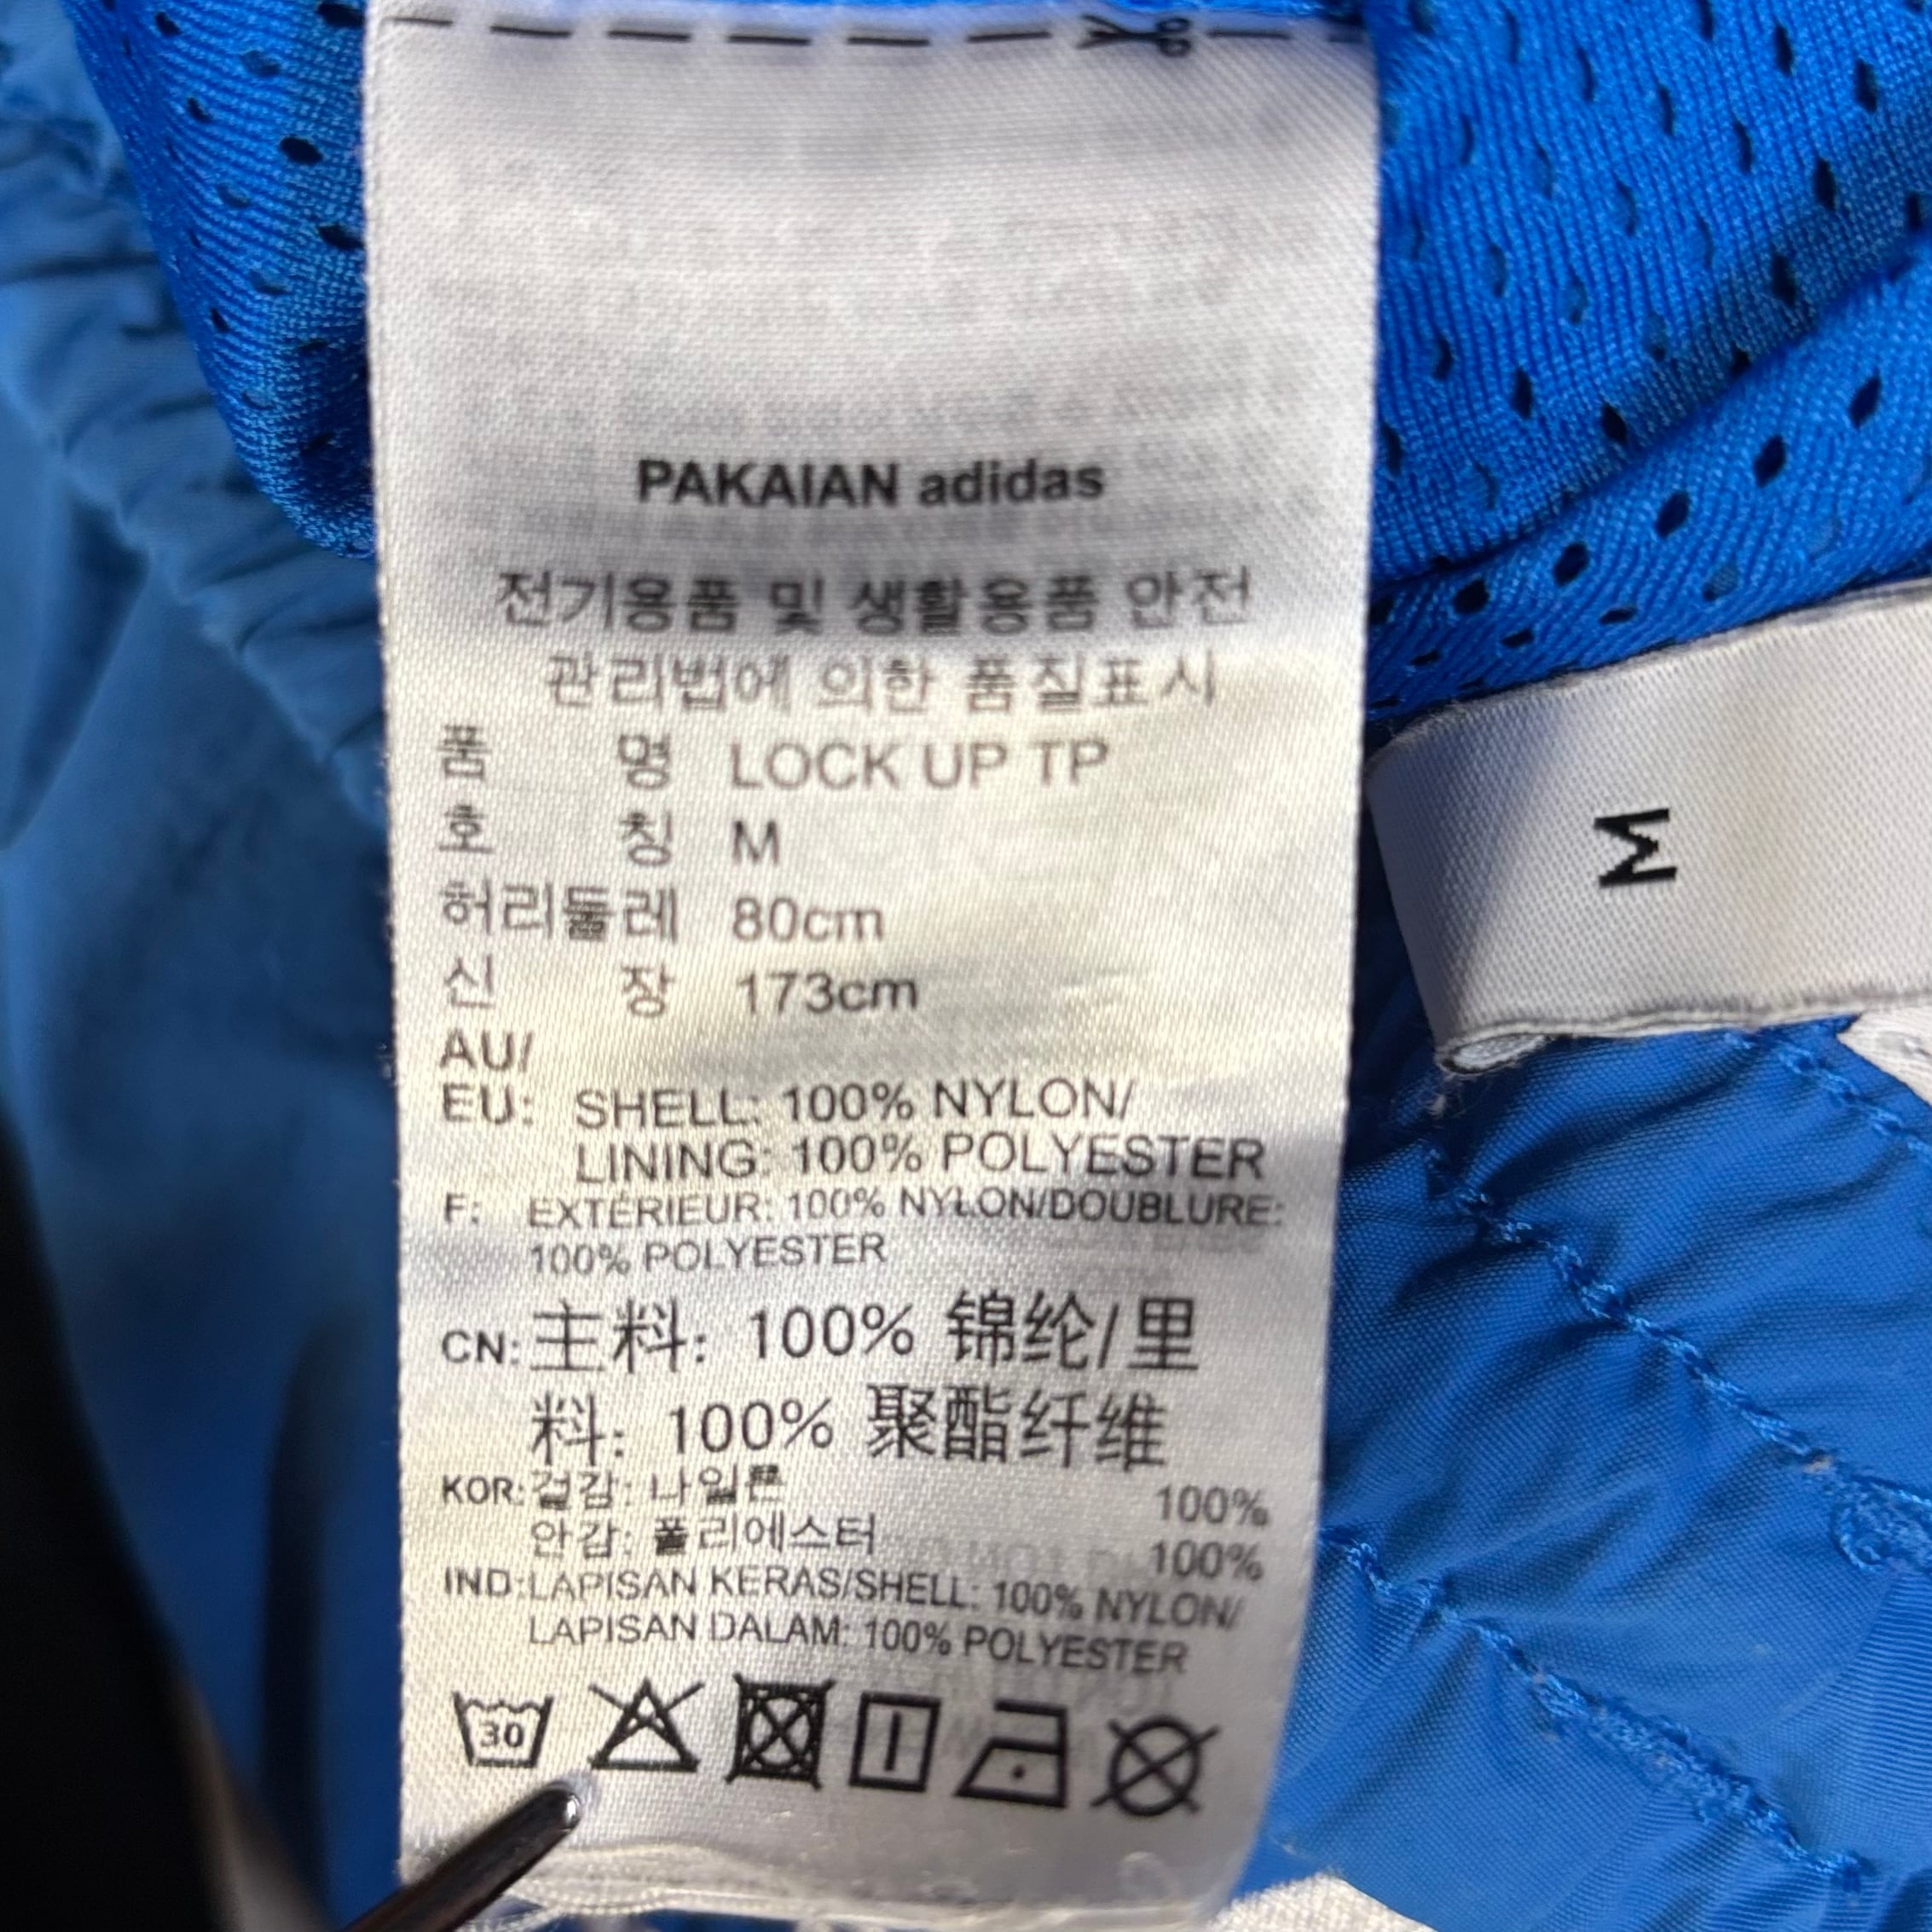 PAKAIAN adidas
전기용품 및 생활용품 안전
관리법에 의한 품질표시
품 명 LOCK UP TP
호 칭 M
허리둘레 80cm
신 장 173cm
AU/
EU: SHELL: 100% NYLON/
LINING: 100% POLYESTER
F: EXTÉRIEUR: 100% NYLON/DOUBLURE:
100% POLYESTER
CN: 主料: 100% 锦纶/里
料: 100% 聚酯纤维
KOR: 겉감: 나일론 100%
안감: 폴리에스터 100%
IND: LAPISAN KERAS/SHELL: 100% NYLON/
LAPISAN DALAM: 100% POLYESTER
30
M